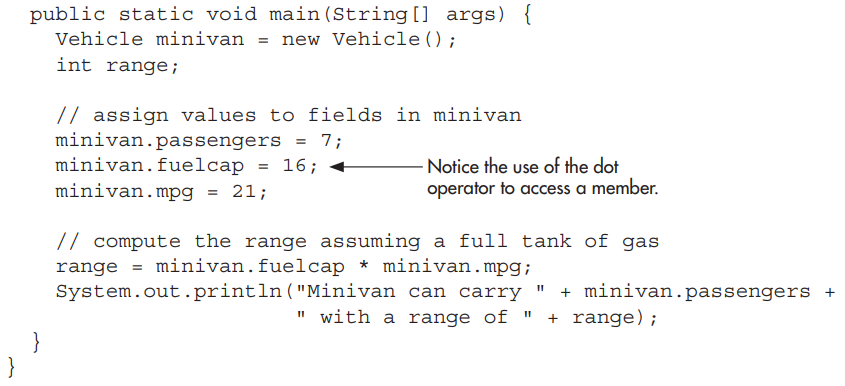 public static void main(String[] args) {
Vehicle minivan = new Vehicle();
int range;
// assign values to fields in minivan
minivan.passengers = 7;
minivan.fuelcap = 16;
Notice the use of the dot
operator to access a member.
minivan.mpg = 21;
// compute the range assuming a full tank of gas
range = minivan.fuelcap * minivan.mpg;
System.out.println("Minivan can carry " + minivan.passengers +
" with a range of " + range);
}
}